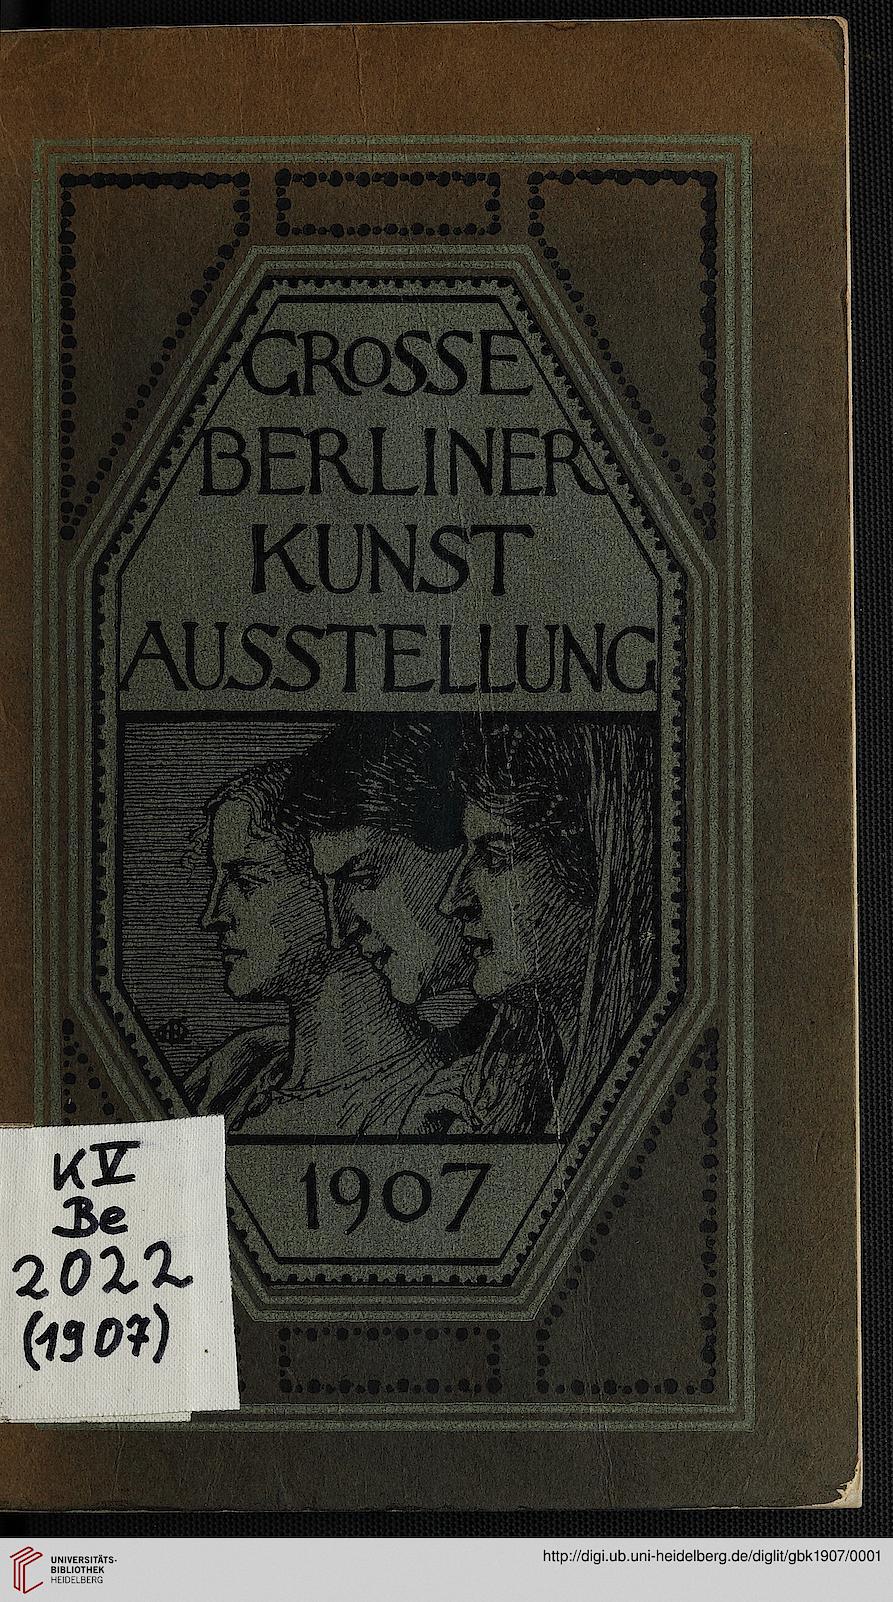 GROSSE
BERLINER
KUNST
AUSSTELLUNG
1907
KV
Be
2022
(1907)
UNIVERSITÄTS-
BIBLIOTHEK
HEIDELBERG
http://digi.ub.uni-heidelberg.de/diglit/gbk1907/0001